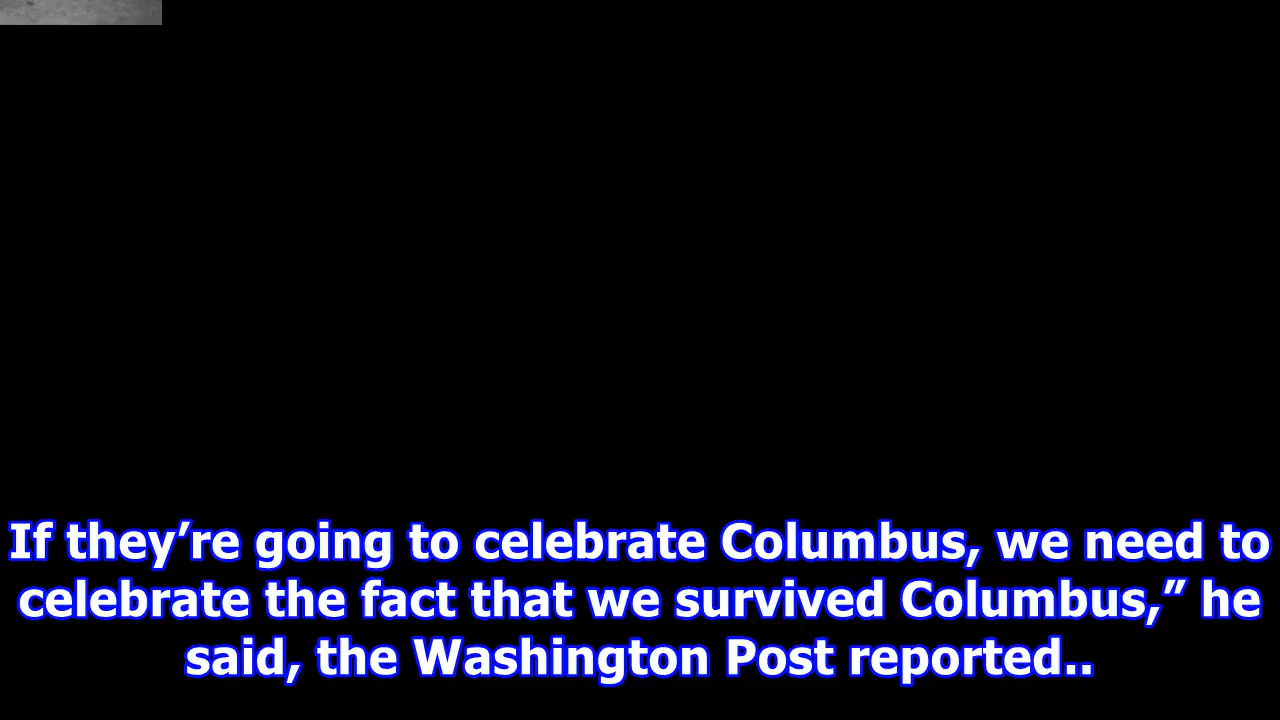 If they’re going to celebrate Columbus, we need to
celebrate the fact that we survived Columbus,” he
said, the Washington Post reported..